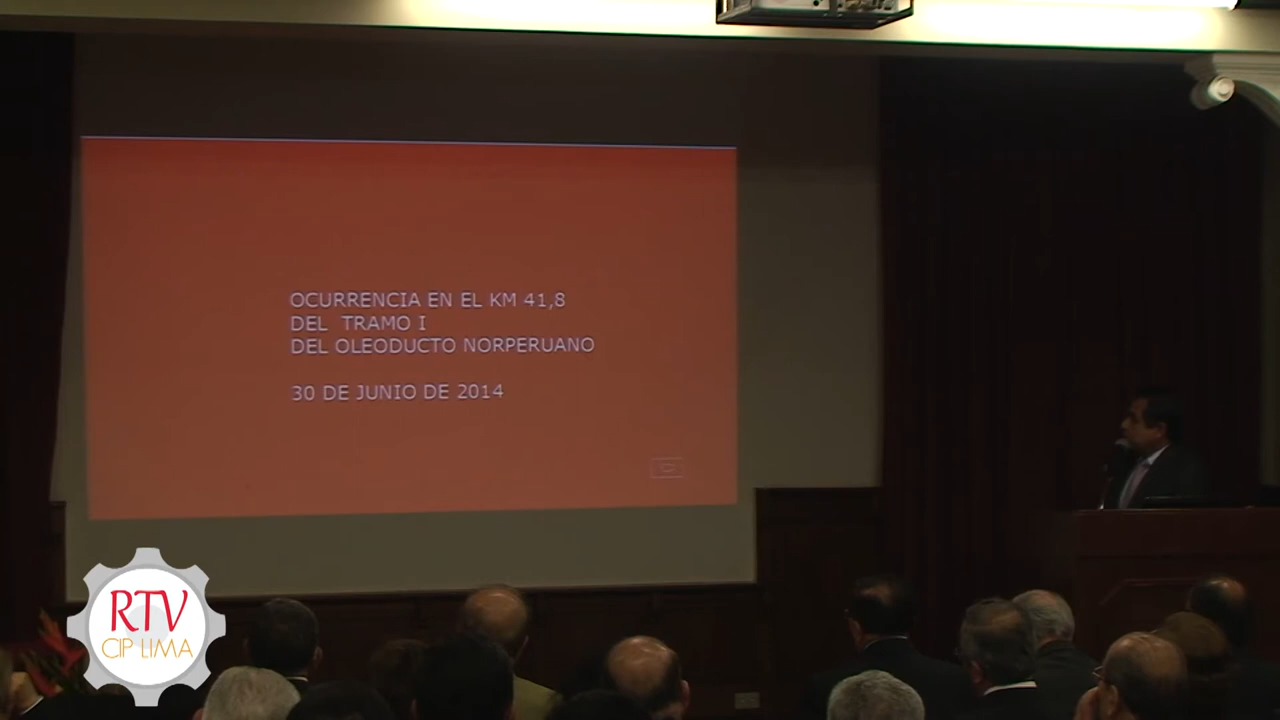 OCURRENCIA EN EL KM 41,8
DEL TRAMO I
DEL OLEODUCTO NORPERUANO
30 DE JUNIO DE 2014
RTV
CIP LIMA